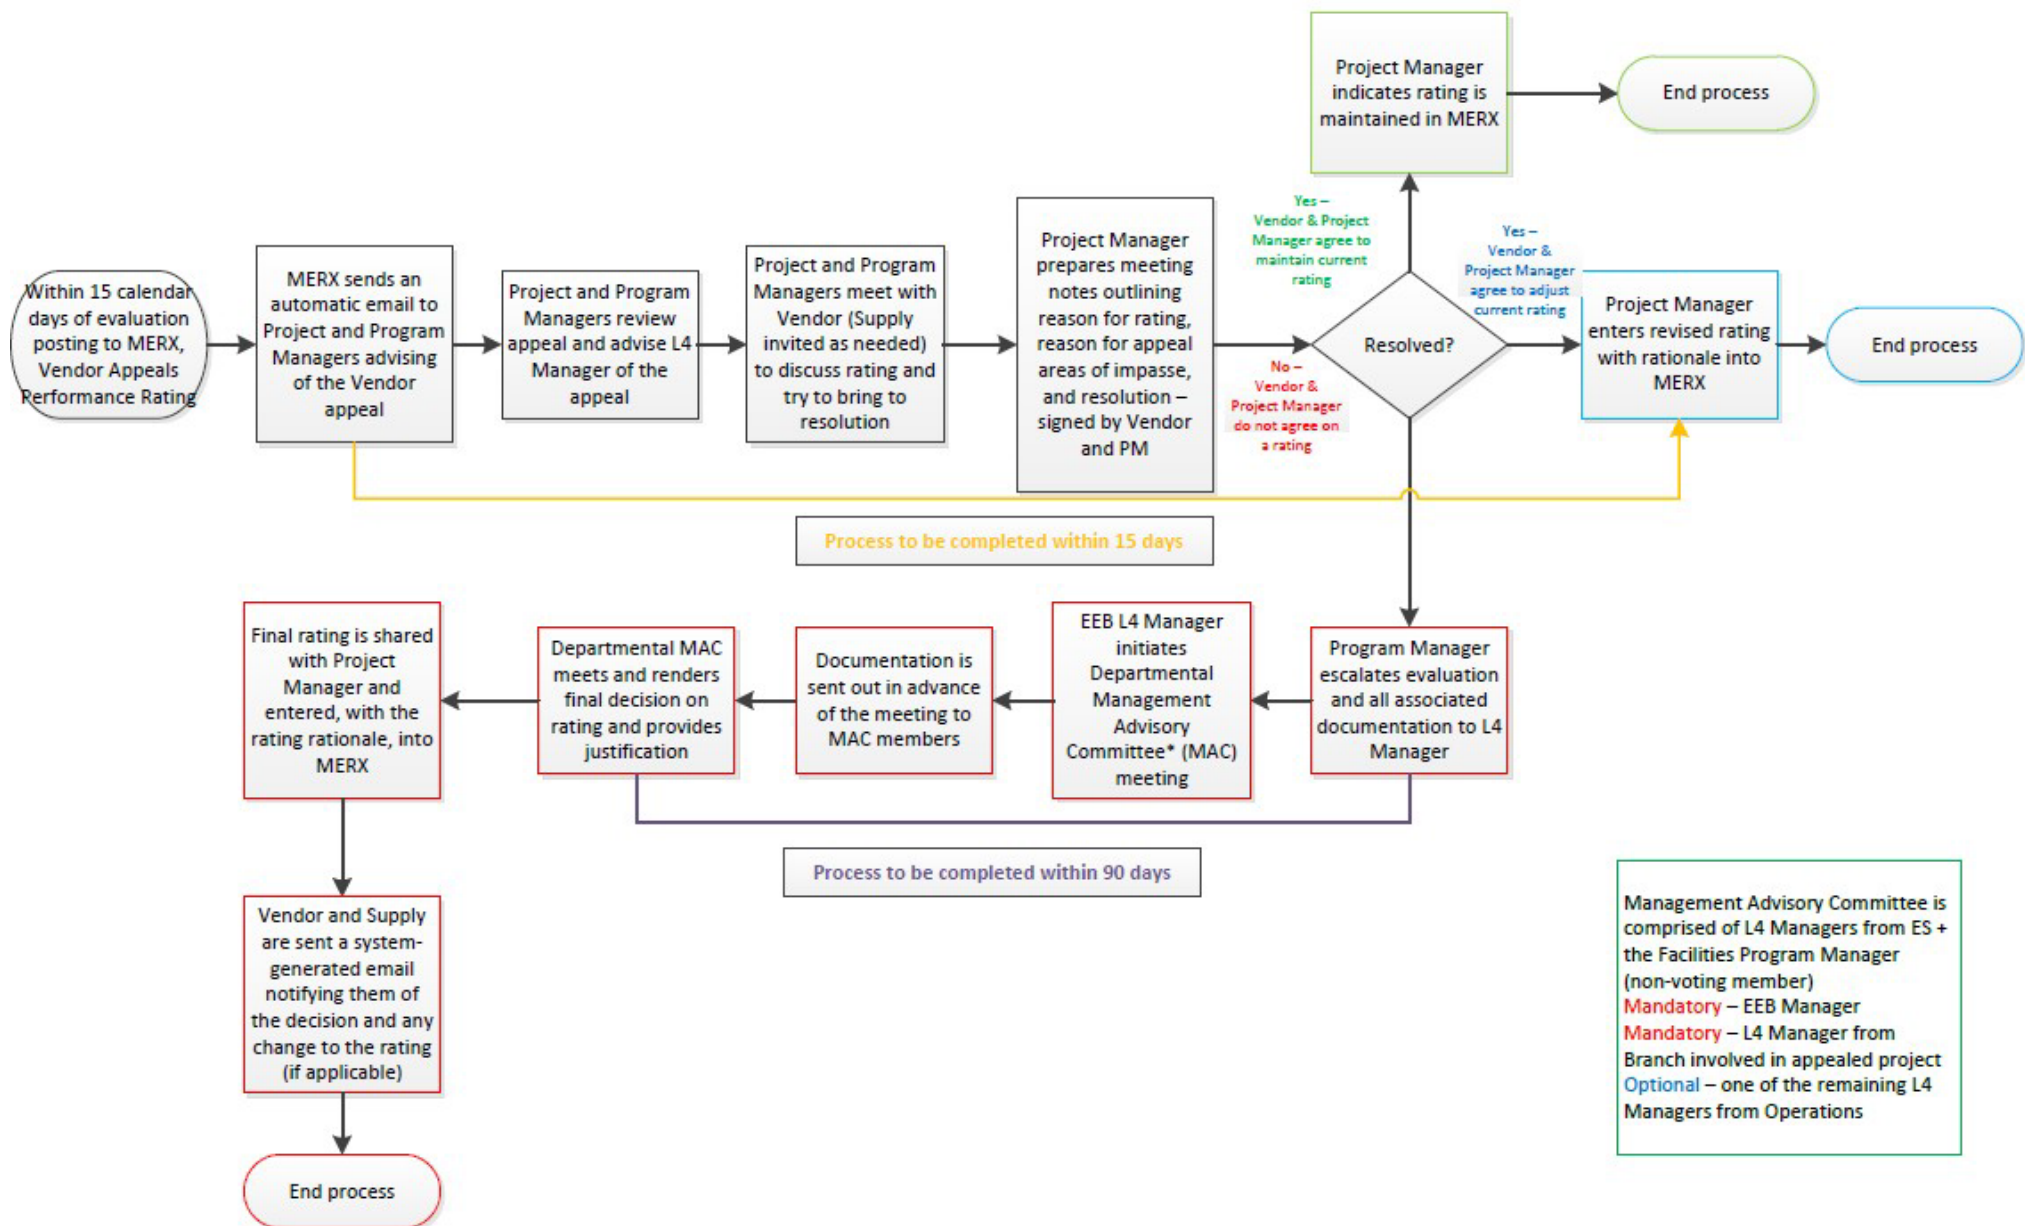 Project Manager
indicates rating is
maintained in MERX
End process
Within 15 calendar
days of evaluation
posting to MERX,
Vendor Appeals
Performance Rating
MERX sends an
automatic email to
Project and Program
Managers advising
of the Vendor
appeal
Project and Program
Managers review
appeal and advise L4
Manager of the
appeal
Project and Program
Managers meet with
Vendor (Supply
invited as needed)
to discuss rating and
try to bring to
resolution
Project Manager
prepares meeting
notes outlining
reason for rating,
reason for appeal
areas of impasse,
and resolution –
signed by Vendor
and PM
Yes –
Vendor & Project
Manager agree to
maintain current
rating
No –
Vendor &
Project Manager
do not agree on
a rating
Resolved?
Yes –
Vendor &
Project Manager
agree to adjust
current rating
Project Manager
enters revised rating
with rationale into
MERX
End process
Process to be completed within 15 days
Program Manager
escalates evaluation
and all associated
documentation to L4
Manager
EEB L4 Manager
initiates
Departmental
Management
Advisory
Committee* (MAC)
meeting
Documentation is
sent out in advance
of the meeting to
MAC members
Departmental MAC
meets and renders
final decision on
rating and provides
justification
Final rating is shared
with Project
Manager and
entered, with the
rating rationale, into
MERX
Process to be completed within 90 days
Vendor and Supply
are sent a system-
generated email
notifying them of
the decision and any
change to the rating
(if applicable)
End process
Management Advisory Committee is
comprised of L4 Managers from ES +
the Facilities Program Manager
(non-voting member)
Mandatory – EEB Manager
Mandatory – L4 Manager from
Branch involved in appealed project
Optional – one of the remaining L4
Managers from Operations